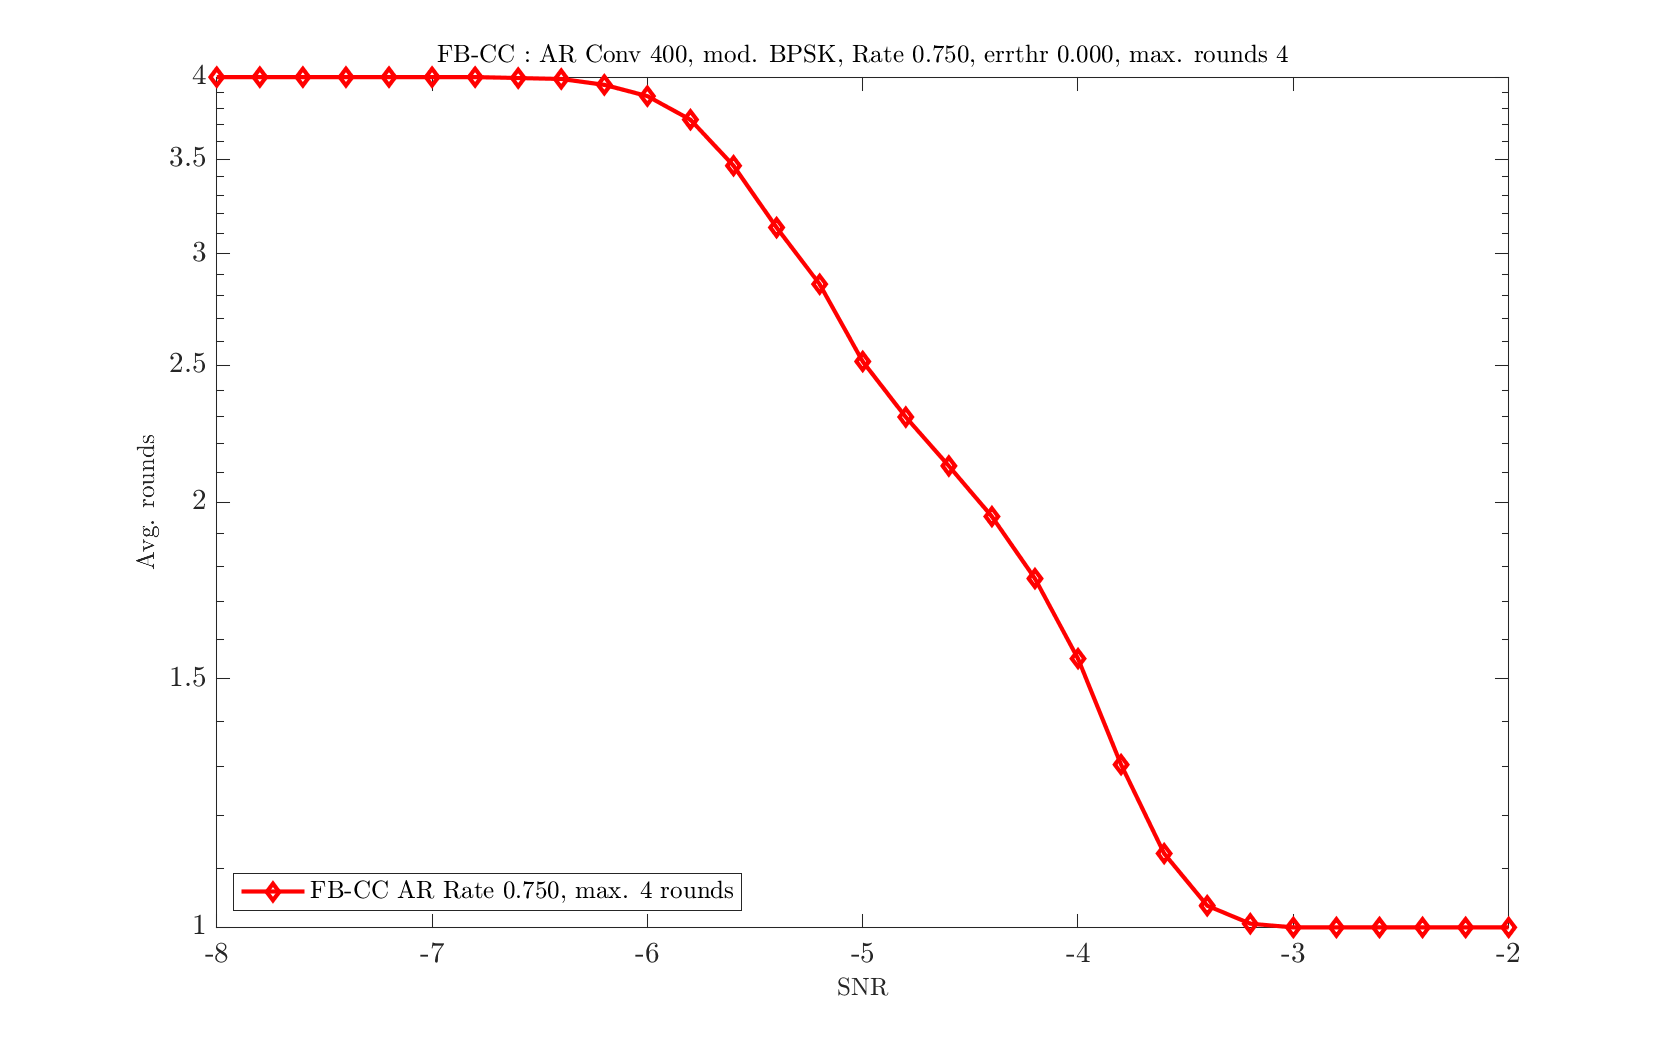 FB-CC : AR Conv 400, mod. BPSK, Rate 0.750, errthr 0.000, max. rounds 4
4
3.5
3
2.5
2
1.5
1
Avg. rounds
FB-CC AR Rate 0.750, max. 4 rounds
-8 -7 -6 -5 -4 -3 -2
SNR